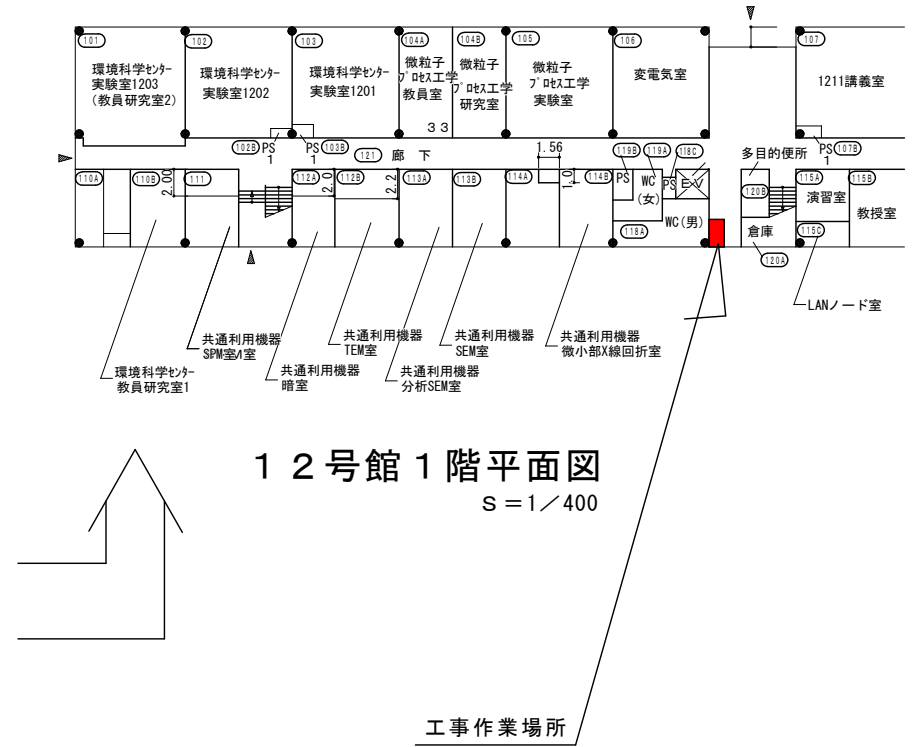 101
102
103
104A
104B
105
106
107
環境科学センター
実験室1203
(教員研究室2)
環境科学センター
実験室1202
環境科学センター
実験室1201
微粒子
プロセス工学
教員室
微粒子
プロセス工学
研究室
微粒子
プロセス工学
実験室
変電気室
1211講義室
33
102B
PS
1
PS
1
103B
121
廊下
1.56
119B
119A
118C
多目的便所
PS
1
107B
110A
110B
2.00
111
112A
2.0
112B
2.2
113A
113B
114A
1.0
114B
PS
WC
(女)
PS
EV
120B
115A
115B
演習室
教授室
118A
WC(男)
倉庫
115C
120A
LANノード室
共通利用機器
SPM室
共通利用機器
TEM室
共通利用機器
SEM室
共通利用機器
微小部X線回折室
環境科学センター
教員研究室1
共通利用機器
暗室
共通利用機器
分析SEM室
12号館1階平面図
S=1/400
工事作業場所